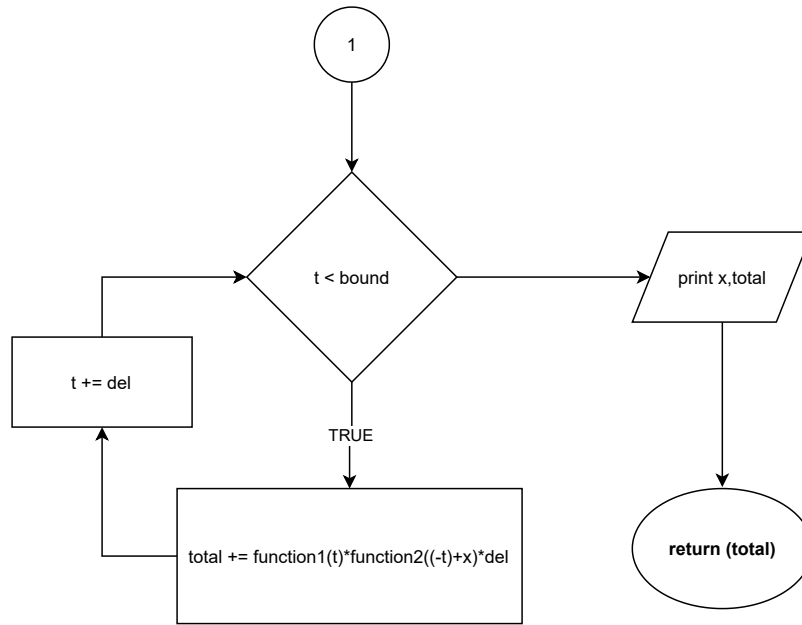 1
t < bound
print x,total
t += del
TRUE
total += function1(t)*function2((-t)+x)*del
return (total)